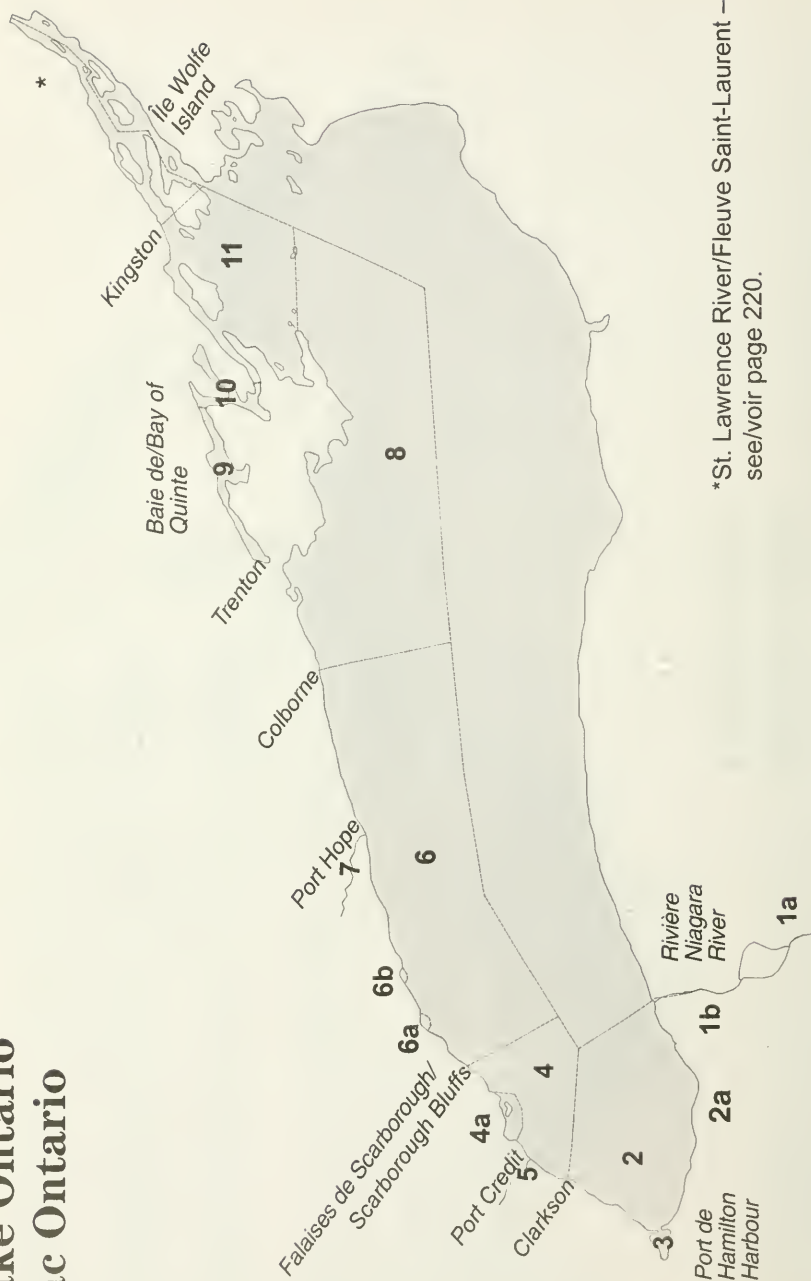 ke Ontario
ac Ontario
*
Île Wolfe
Island
Kingston
11
Baie de/Bay of
Quinte
10
9
Trenton
8
Colborne
Port Hope
7
6
6b
6a
Falaises de Scarborough/
Scarborough Bluffs
4
4a
Port Credit
5
Clarkson
2
3
Port de
Hamilton
Harbour
2a
1b
Rivière
Niagara
River
1a
*St. Lawrence River/Fleuve Saint-Laurent –
see/voir page 220.